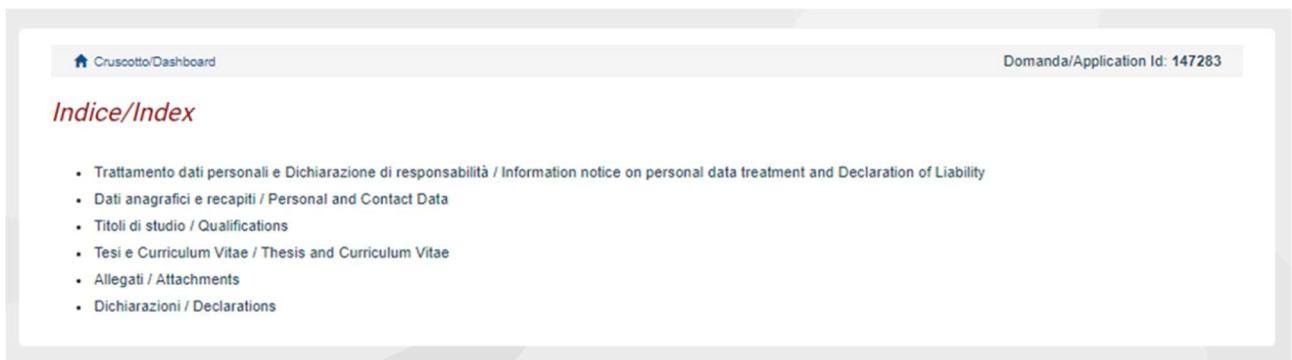 Cruscotto/Dashboard
Domanda/Application Id: 147283
Indice/Index
• Trattamento dati personali e Dichiarazione di responsabilità / Information notice on personal data treatment and Declaration of Liability
• Dati anagrafici e recapiti / Personal and Contact Data
• Titoli di studio / Qualifications
• Tesi e Curriculum Vitae / Thesis and Curriculum Vitae
• Allegati / Attachments
• Dichiarazioni / Declarations